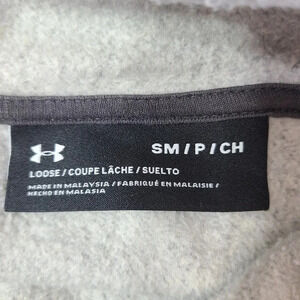 SM / P / CH
LOOSE / COUPE LÂCHE / SUELTO
MADE IN MALAYSIA / FABRIQUÉ EN MALAISIE /
HECHO EN MALASIA